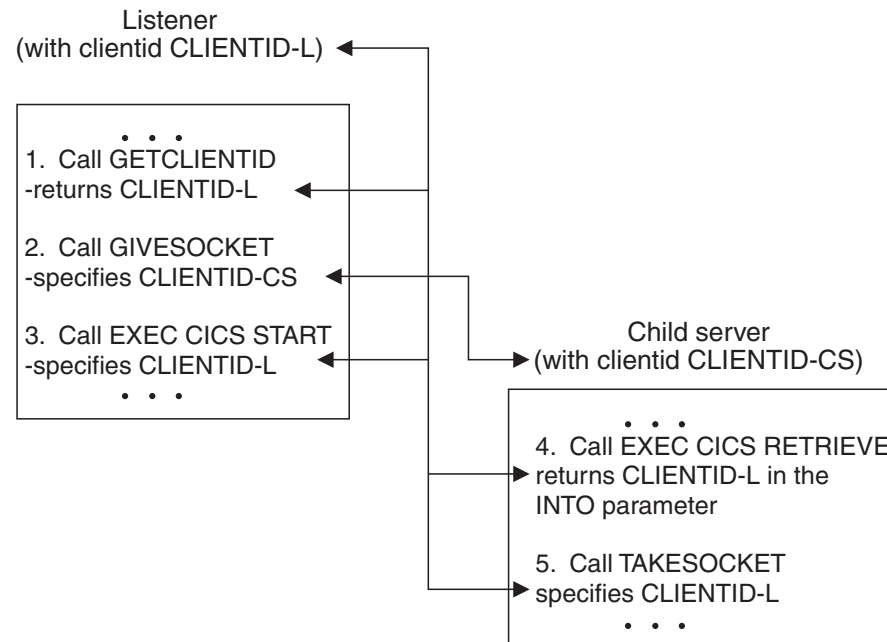 Listener
(with clientid CLIENTID-L)
• • •
1. Call GETCLIENTID
-returns CLIENTID-L
2. Call GIVESOCKET
-specifies CLIENTID-CS
3. Call EXEC CICS START
-specifies CLIENTID-L
• • •
Child server
(with clientid CLIENTID-CS)
• • •
4. Call EXEC CICS RETRIEVE
returns CLIENTID-L in the
INTO parameter
5. Call TAKESOCKET
specifies CLIENTID-L
• • •